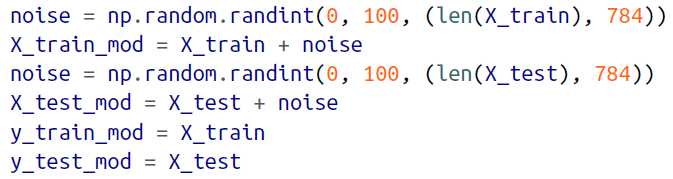 noise = np.random.randint(0, 100, (len(X_train), 784))
X_train_mod = X_train + noise
noise = np.random.randint(0, 100, (len(X_test), 784))
X_test_mod = X_test + noise
y_train_mod = X_train
y_test_mod = X_test